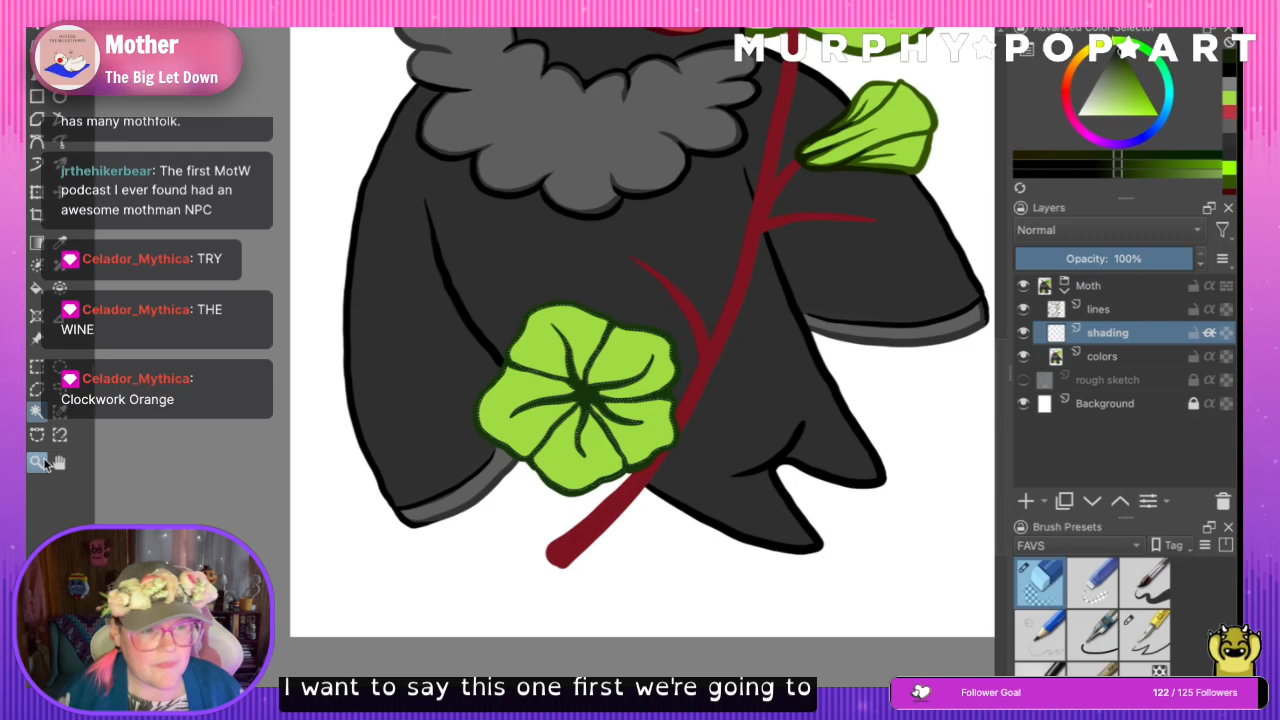 Mother
The Big Let Down
MURPHY POP ART
has many mothfolk.
jrthehikerbear: The first MotW
podcast I ever found had an
awesome mothman NPC
Celador_Mythica: TRY
Celador_Mythica: THE
WINE
Celador_Mythica:
Clockwork Orange
Advanced Color Selector
Layers
Normal
Opacity: 100%
Moth
lines
shading
colors
rough sketch
Background
Brush Presets
FAVS
Tag
I want to say this one first we're going to
Follower Goal
122 / 125 Followers